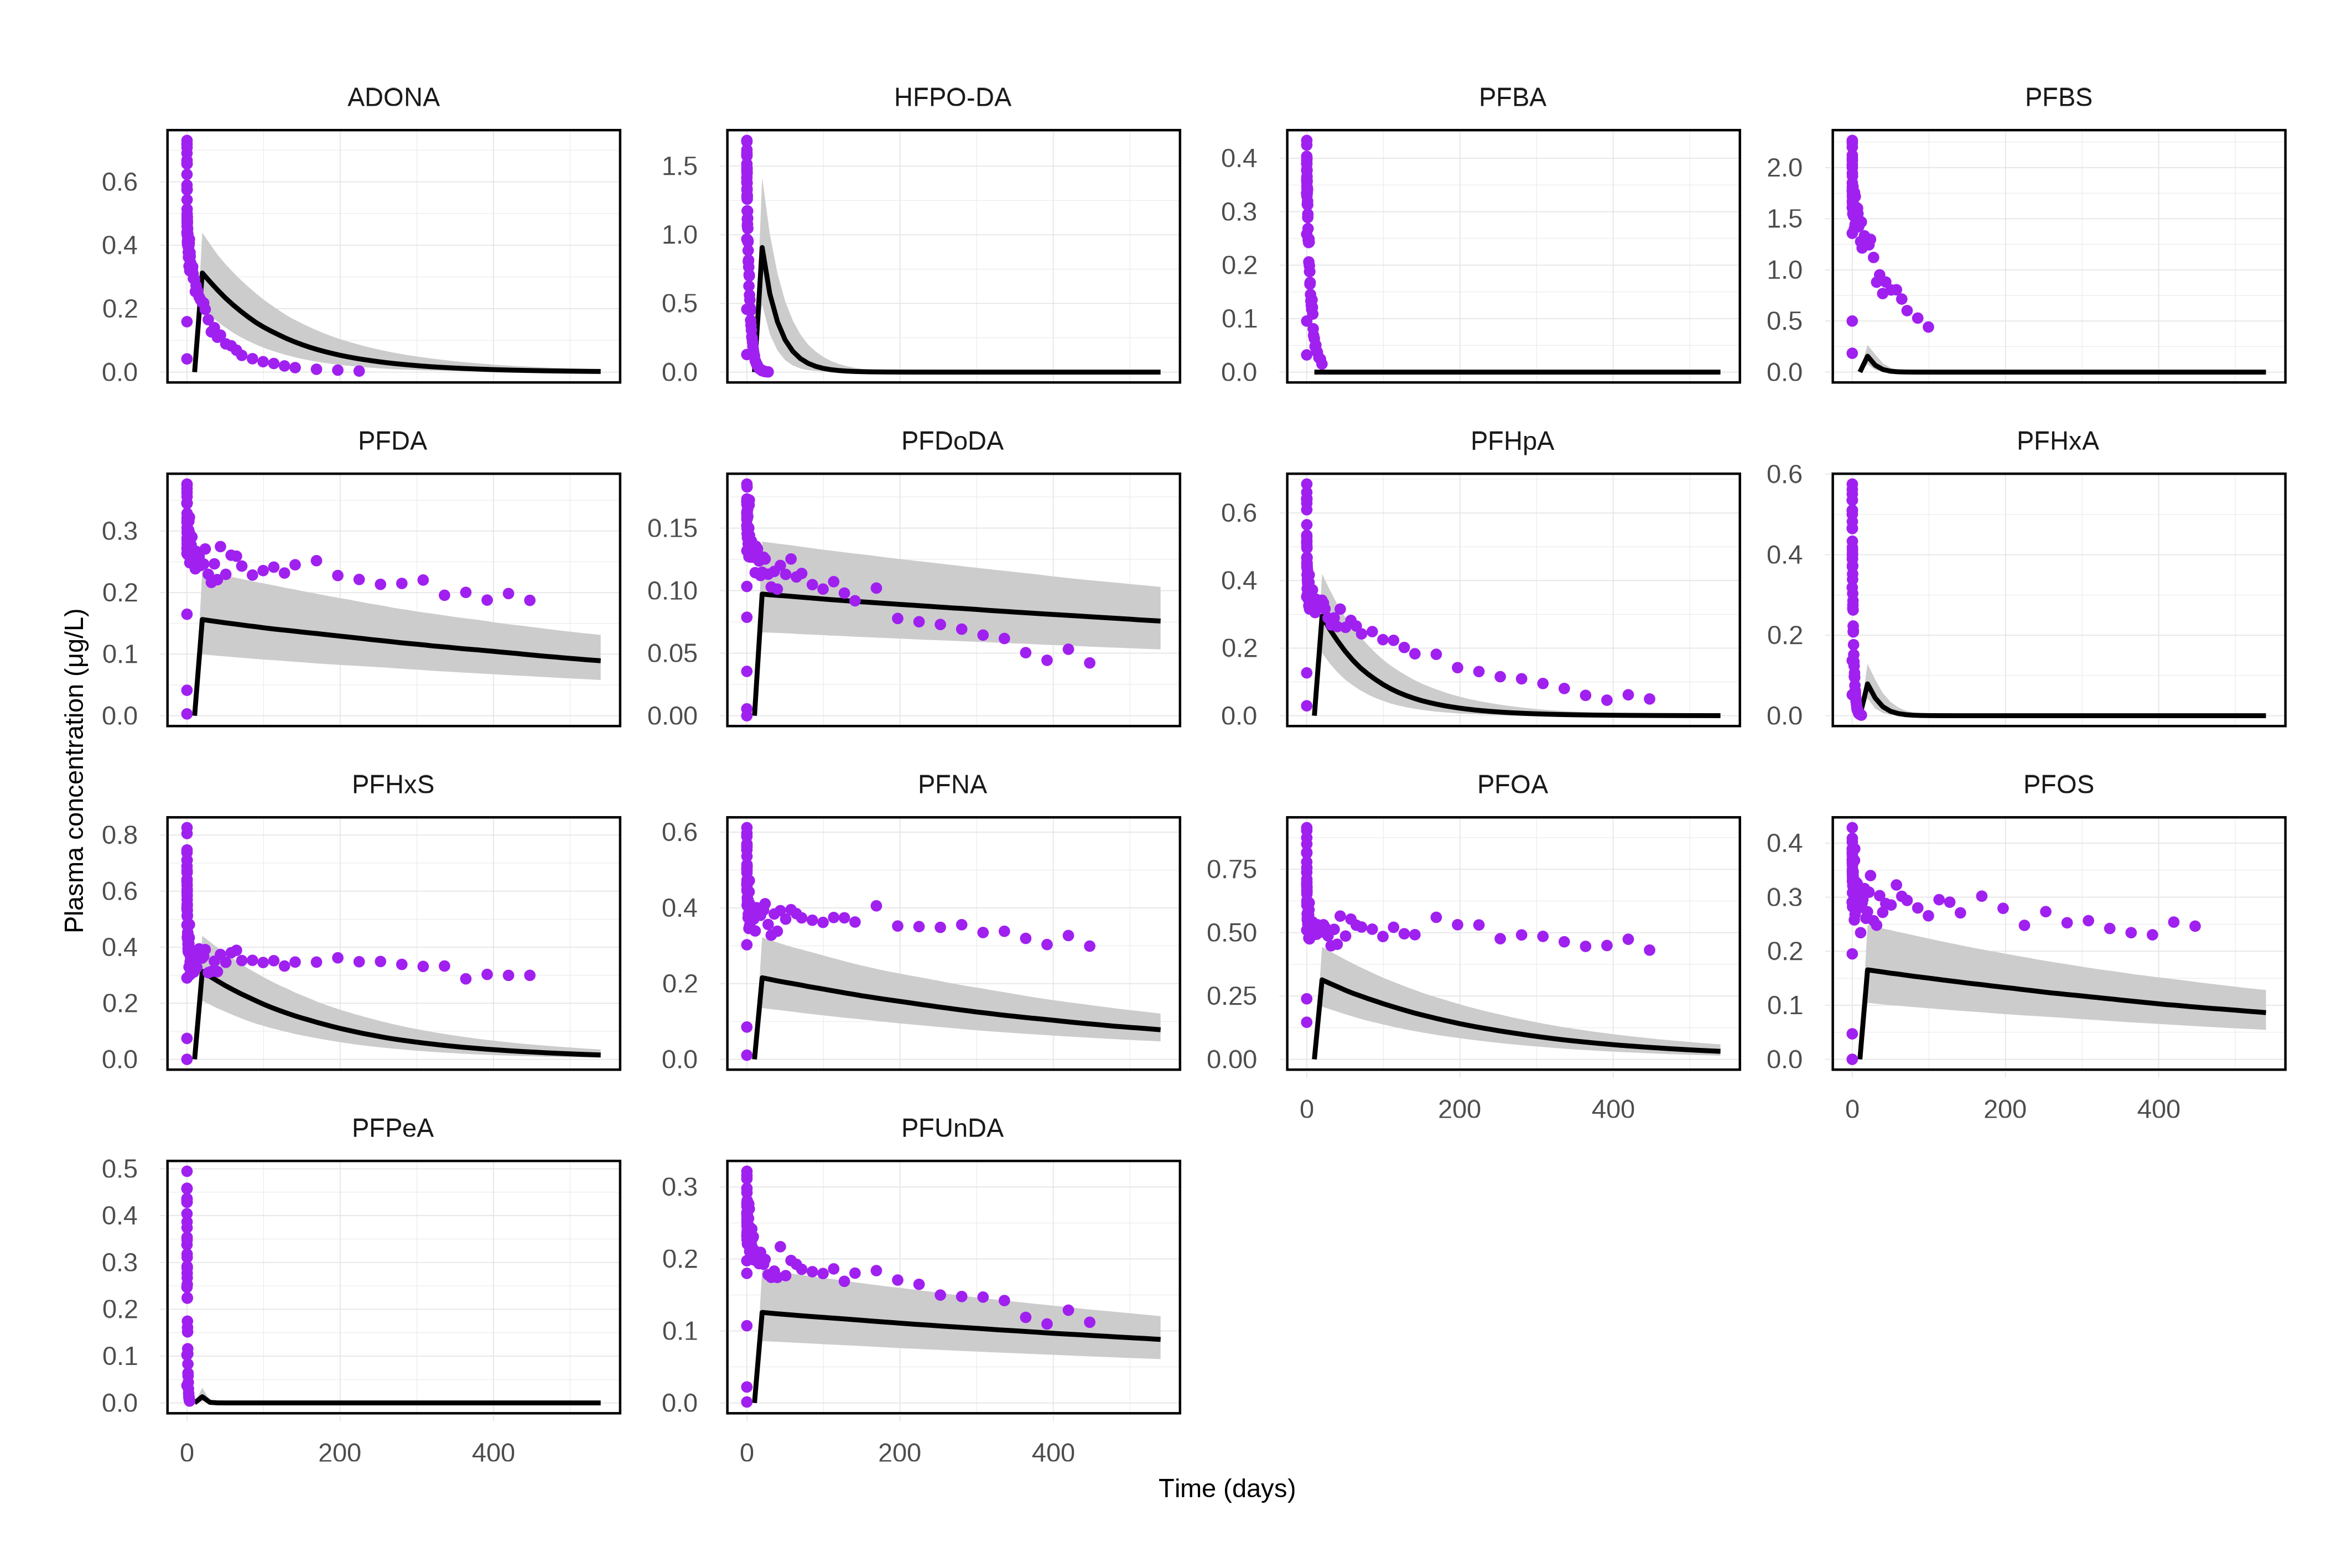 ADONA HFPO-DA PFBA PFBS
0.6 1.5 0.4 2.0
0.4 1.0 0.3 1.5
0.2 0.5 0.2 1.0
0.0 0.0 0.1 0.5
0.0 0.0
PFDA PFDoDA PFHpA PFHxA
0.3 0.15 0.6 0.6
0.2 0.10 0.4 0.4
0.1 0.05 0.2 0.2
0.0 0.00 0.0 0.0
Plasma concentration (μg/L)
PFHxS PFNA PFOA PFOS
0.8 0.6 0.75 0.4
0.6 0.4 0.50 0.3
0.4 0.2 0.25 0.2
0.2 0.0 0.00 0.1
0.0 0.0
0 200 400 0 200 400
PFPeA PFUnDA
0.5 0.3
0.4 0.2
0.3 0.1
0.2 0.0
0.1
0.0
0 200 400 0 200 400
Time (days)